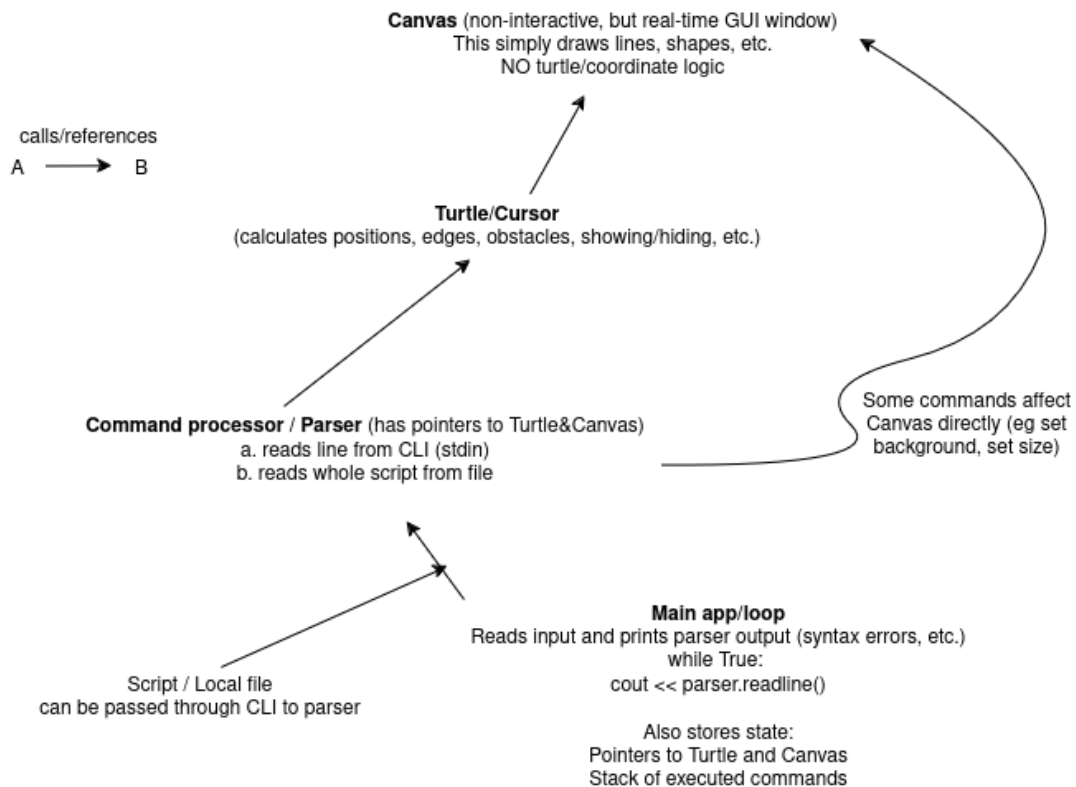 Canvas (non-interactive, but real-time GUI window)
This simply draws lines, shapes, etc.
NO turtle/coordinate logic
calls/references
A B
Turtle/Cursor
(calculates positions, edges, obstacles, showing/hiding, etc.)
Command processor / Parser (has pointers to Turtle&Canvas)
a. reads line from CLI (stdin)
b. reads whole script from file
Some commands affect
Canvas directly (eg set
background, set size)
Main app/loop
Reads input and prints parser output (syntax errors, etc.)
while True:
cout << parser.readline()
Also stores state:
Pointers to Turtle and Canvas
Stack of executed commands
Script / Local file
can be passed through CLI to parser